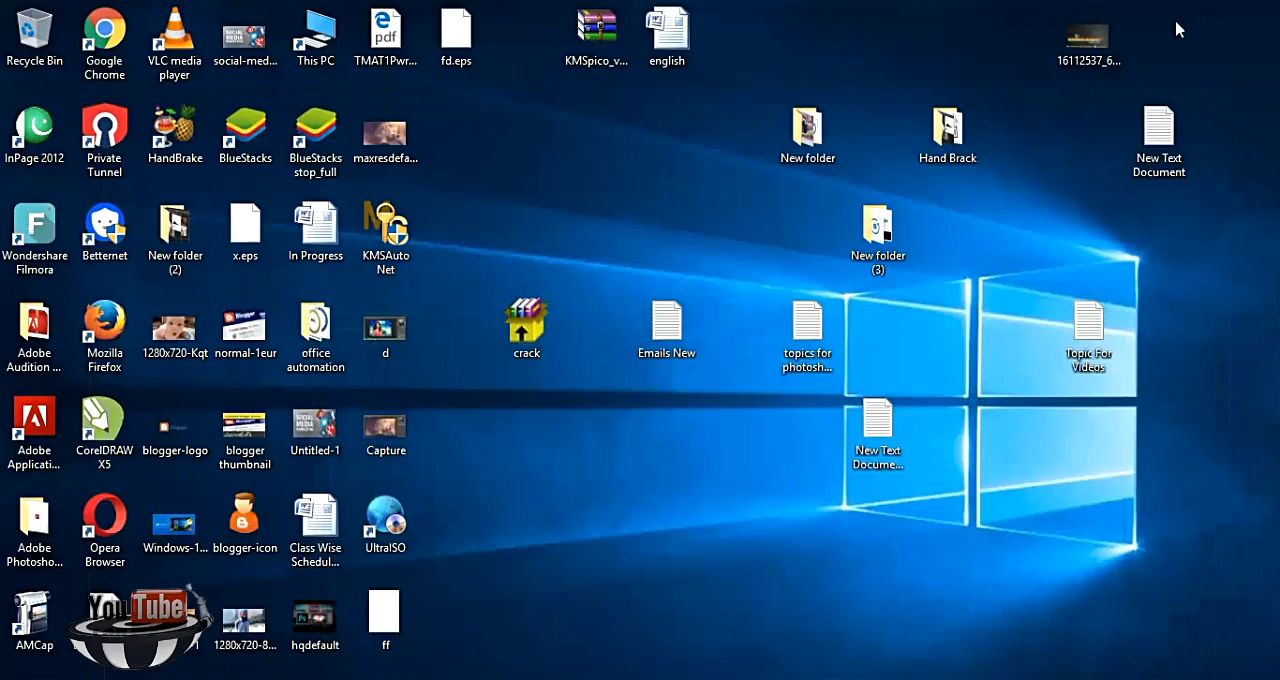 Recycle Bin
Google
Chrome
VLC media
player
social-med...
This PC
TMAT1Pwr...
fd.eps
KMSpico_v...
english
16112537_6...
InPage 2012
Private
Tunnel
HandBrake
BlueStacks
BlueStacks
stop_full
maxresdefa...
New folder
Hand Brack
New Text
Document
Wondershare
Filmora
Betternet
New folder
(2)
x.eps
In Progress
KMSAuto
Net
New folder
(3)
Adobe
Audition ...
Mozilla
Firefox
1280x720-Kqt
normal-1eur
office
automation
d
crack
Emails New
topics for
photosh...
Topic For
Videos
Adobe
Applicati...
CorelDRAW
X5
blogger-logo
blogger
thumbnail
Untitled-1
Capture
New Text
Docume...
Adobe
Photosho...
Opera
Browser
Windows-1...
blogger-icon
Class Wise
Schedul...
UltraISO
AMCap
YouTube
1280x720-8...
hqdefault
ff